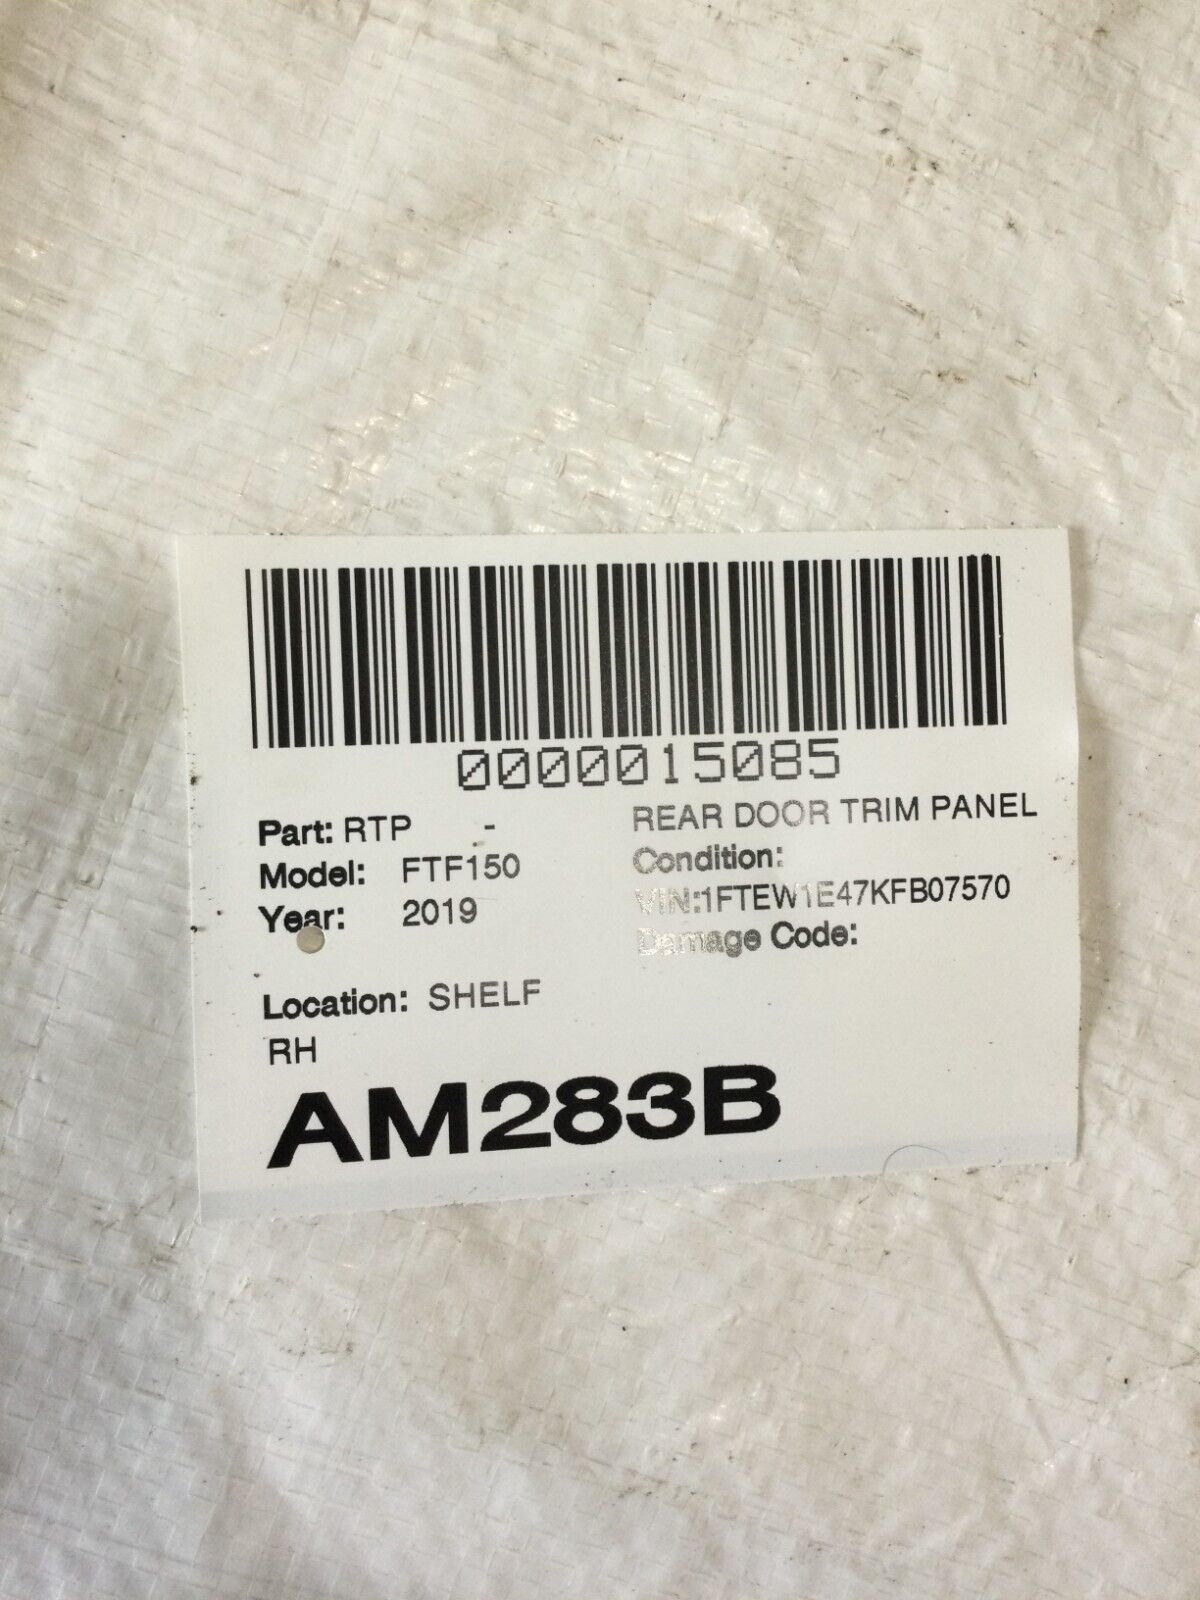 0000015085
Part: RTP - REAR DOOR TRIM PANEL
Model: FTF150 Condition:
Year: 2019 VIN:1FTEW1E47KFB07570
Damage Code:
Location: SHELF
RH
AM283B